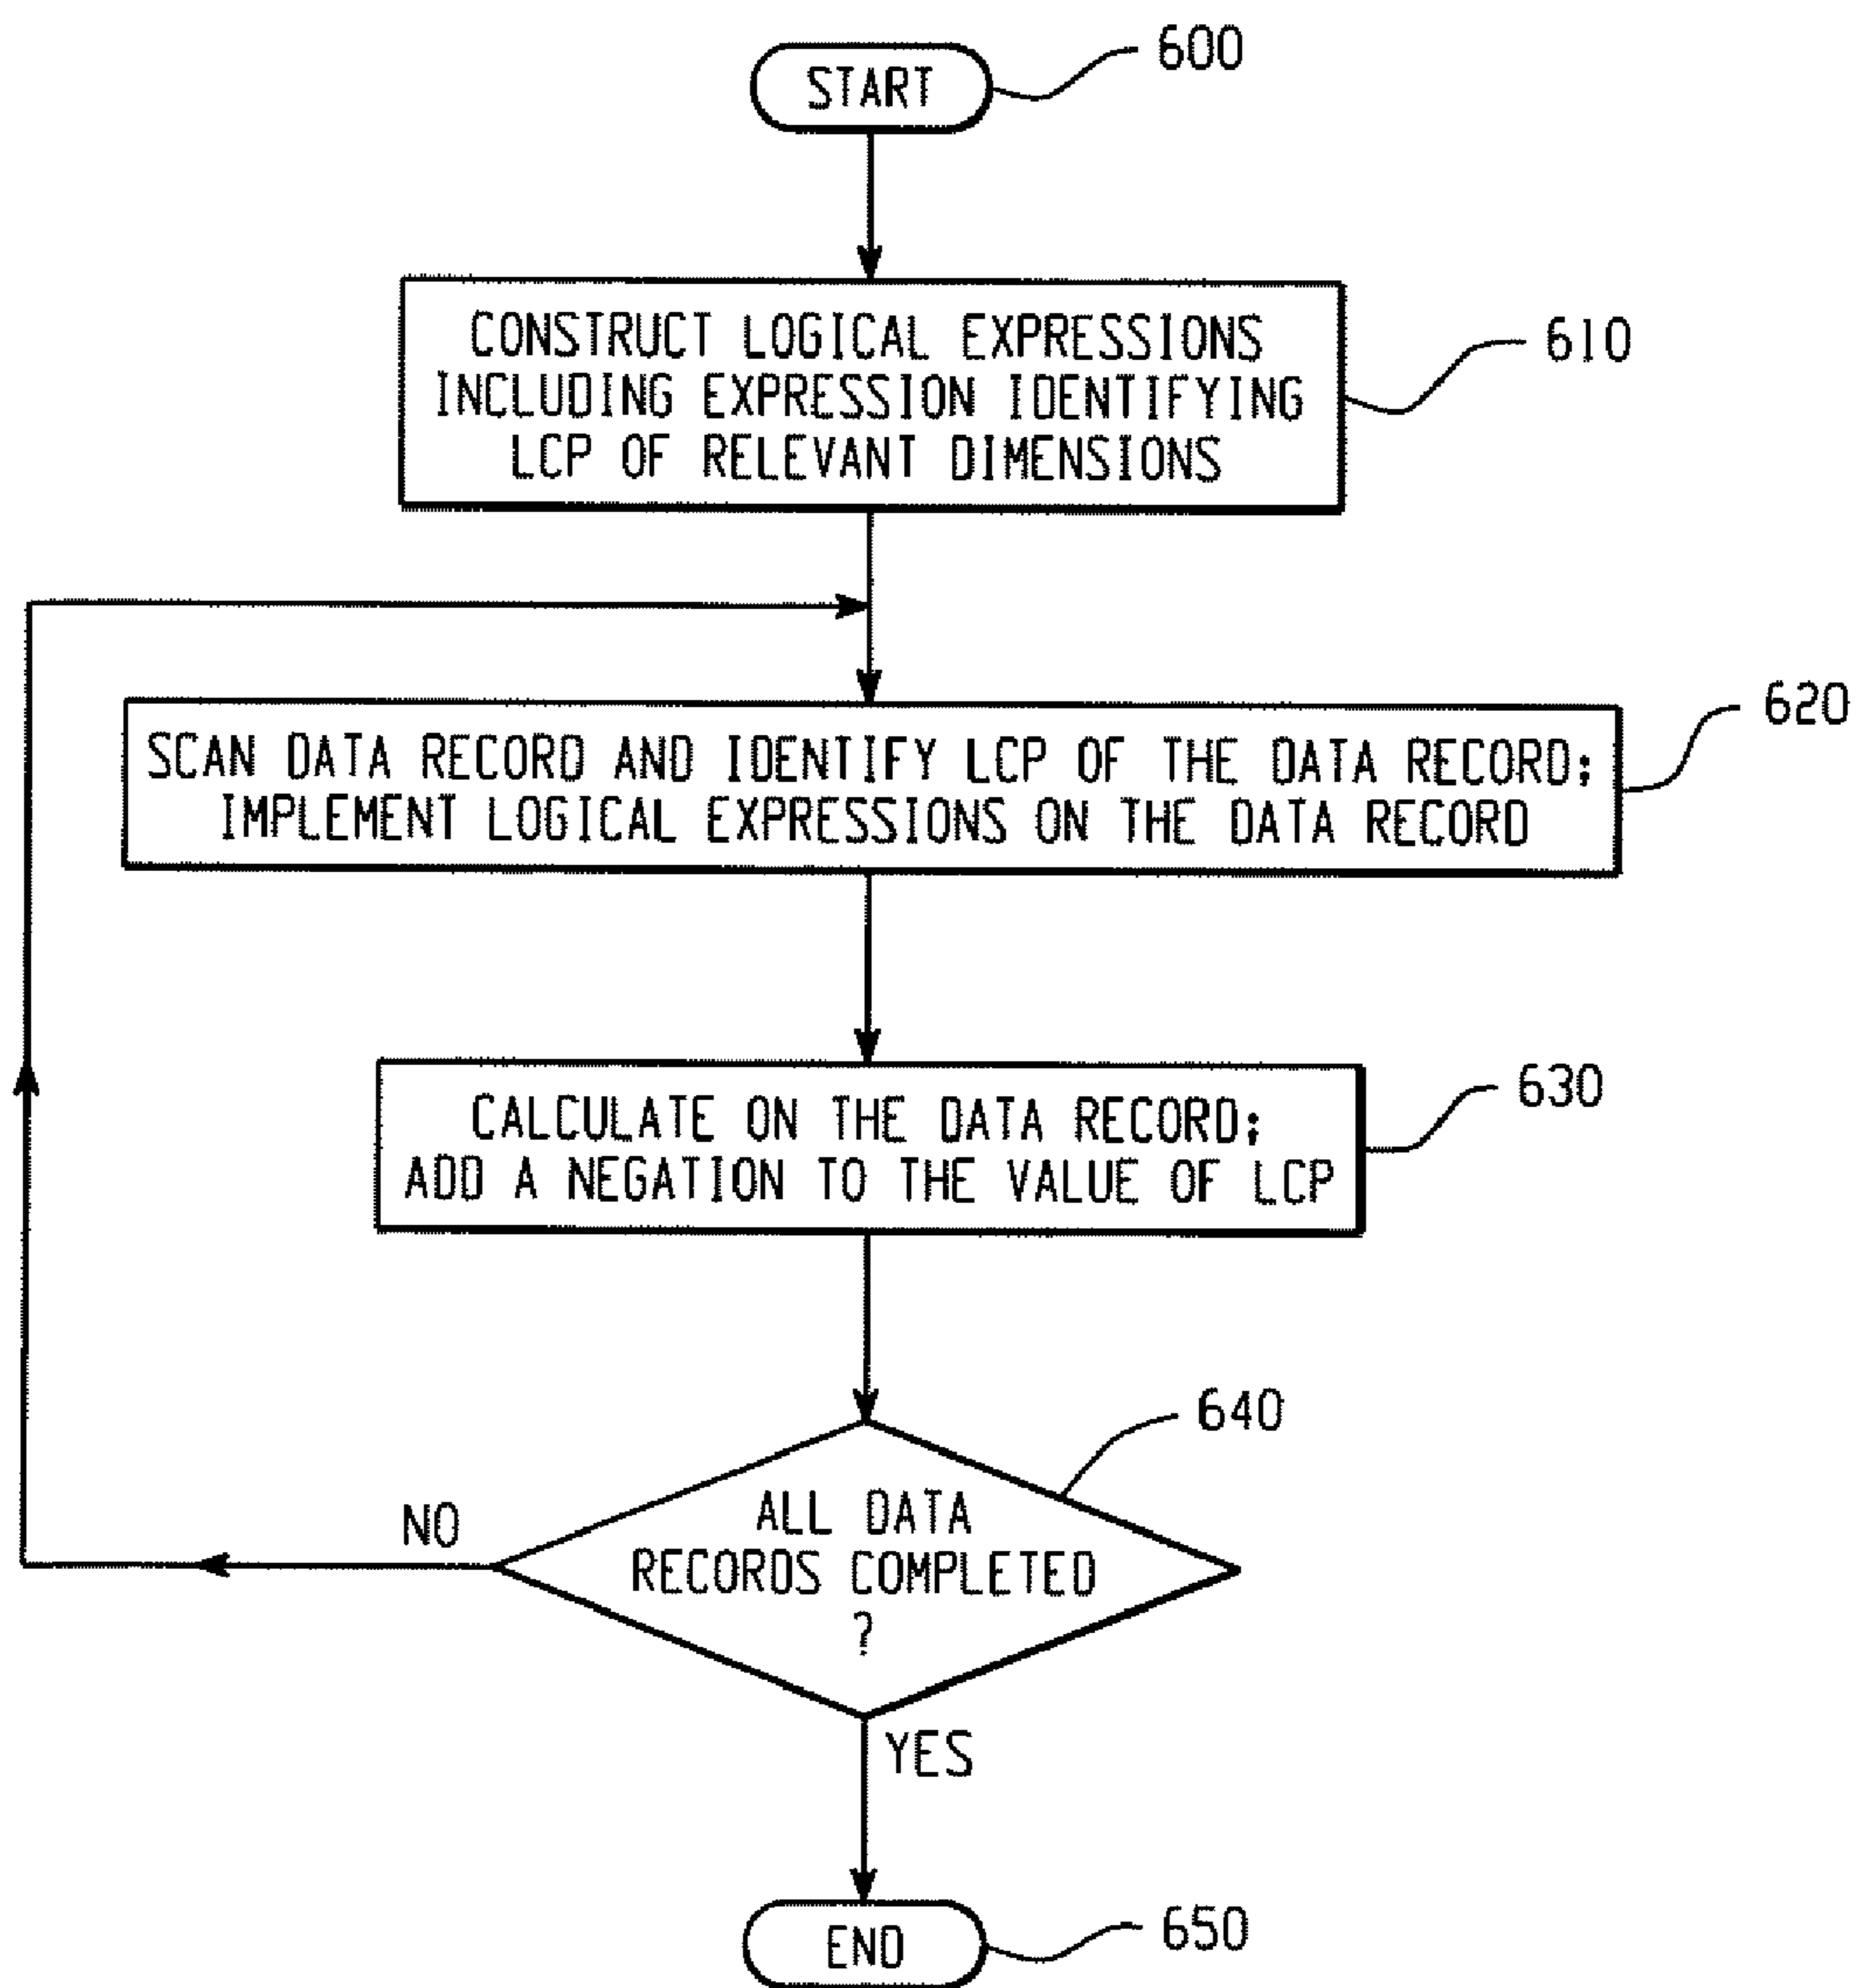 START
600
CONSTRUCT LOGICAL EXPRESSIONS
INCLUDING EXPRESSION IDENTIFYING
LCP OF RELEVANT DIMENSIONS
610
SCAN DATA RECORD AND IDENTIFY LCP OF THE DATA RECORD;
IMPLEMENT LOGICAL EXPRESSIONS ON THE DATA RECORD
620
CALCULATE ON THE DATA RECORD;
ADD A NEGATION TO THE VALUE OF LCP
630
640
ALL DATA
RECORDS COMPLETED
?
NO
YES
END
650